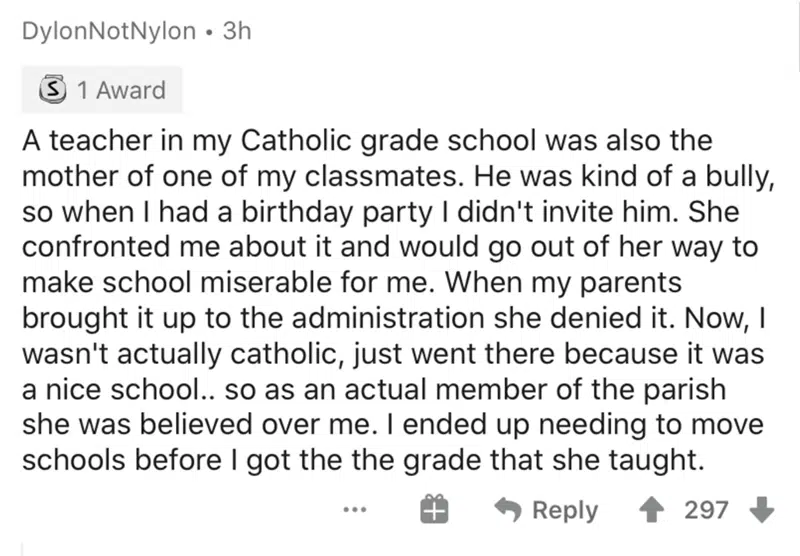 DylonNotNylon • 3h
S 1 Award
A teacher in my Catholic grade school was also the
mother of one of my classmates. He was kind of a bully,
so when I had a birthday party I didn't invite him. She
confronted me about it and would go out of her way to
make school miserable for me. When my parents
brought it up to the administration she denied it. Now, I
wasn't actually catholic, just went there because it was
a nice school.. so as an actual member of the parish
she was believed over me. I ended up needing to move
schools before I got the the grade that she taught.
... Reply 297